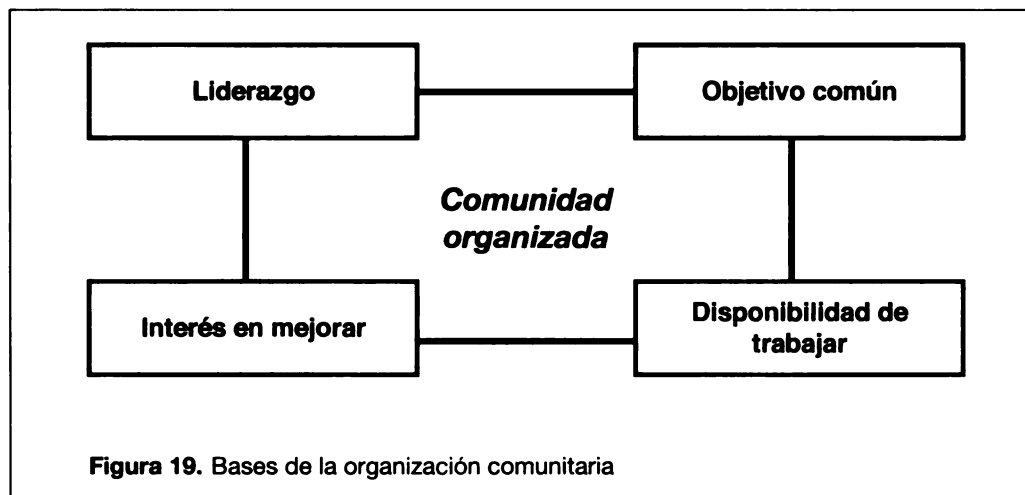 Liderazgo
Objetivo común
Comunidad
organizada
Interés en mejorar
Disponibilidad de
trabajar
Figura 19. Bases de la organización comunitaria